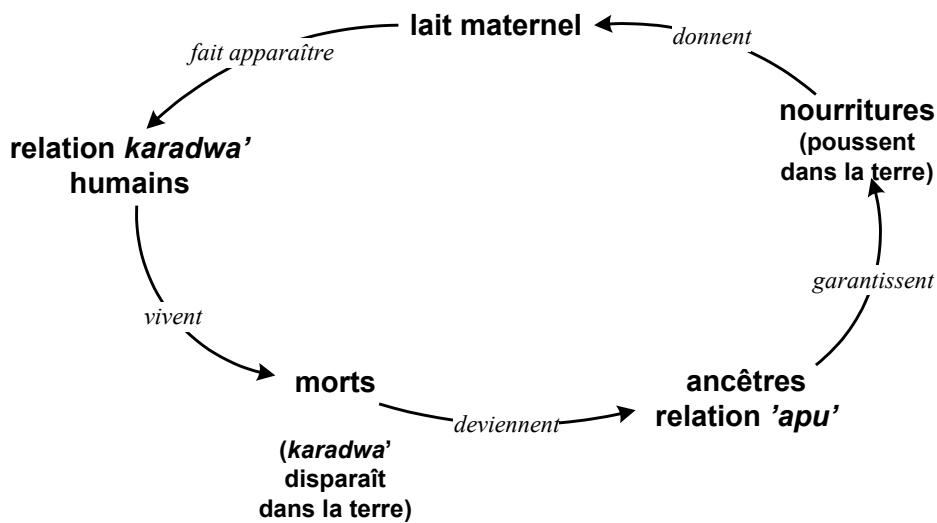 lait maternel
donnent
fait apparaître
nourritures
(poussent
dans la terre)
relation karadwa’
humains
garantissent
vivent
morts
ancêtres
relation ’apu’
deviennent
(karadwa’
disparaît
dans la terre)